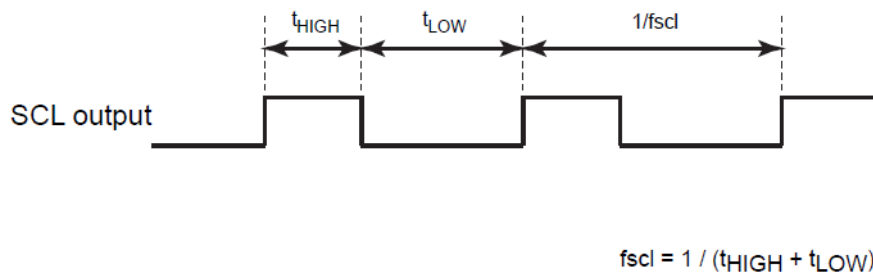 tHIGH tLOW 1/fscl
SCL output
fscl = 1 / (tHIGH + tLOW)